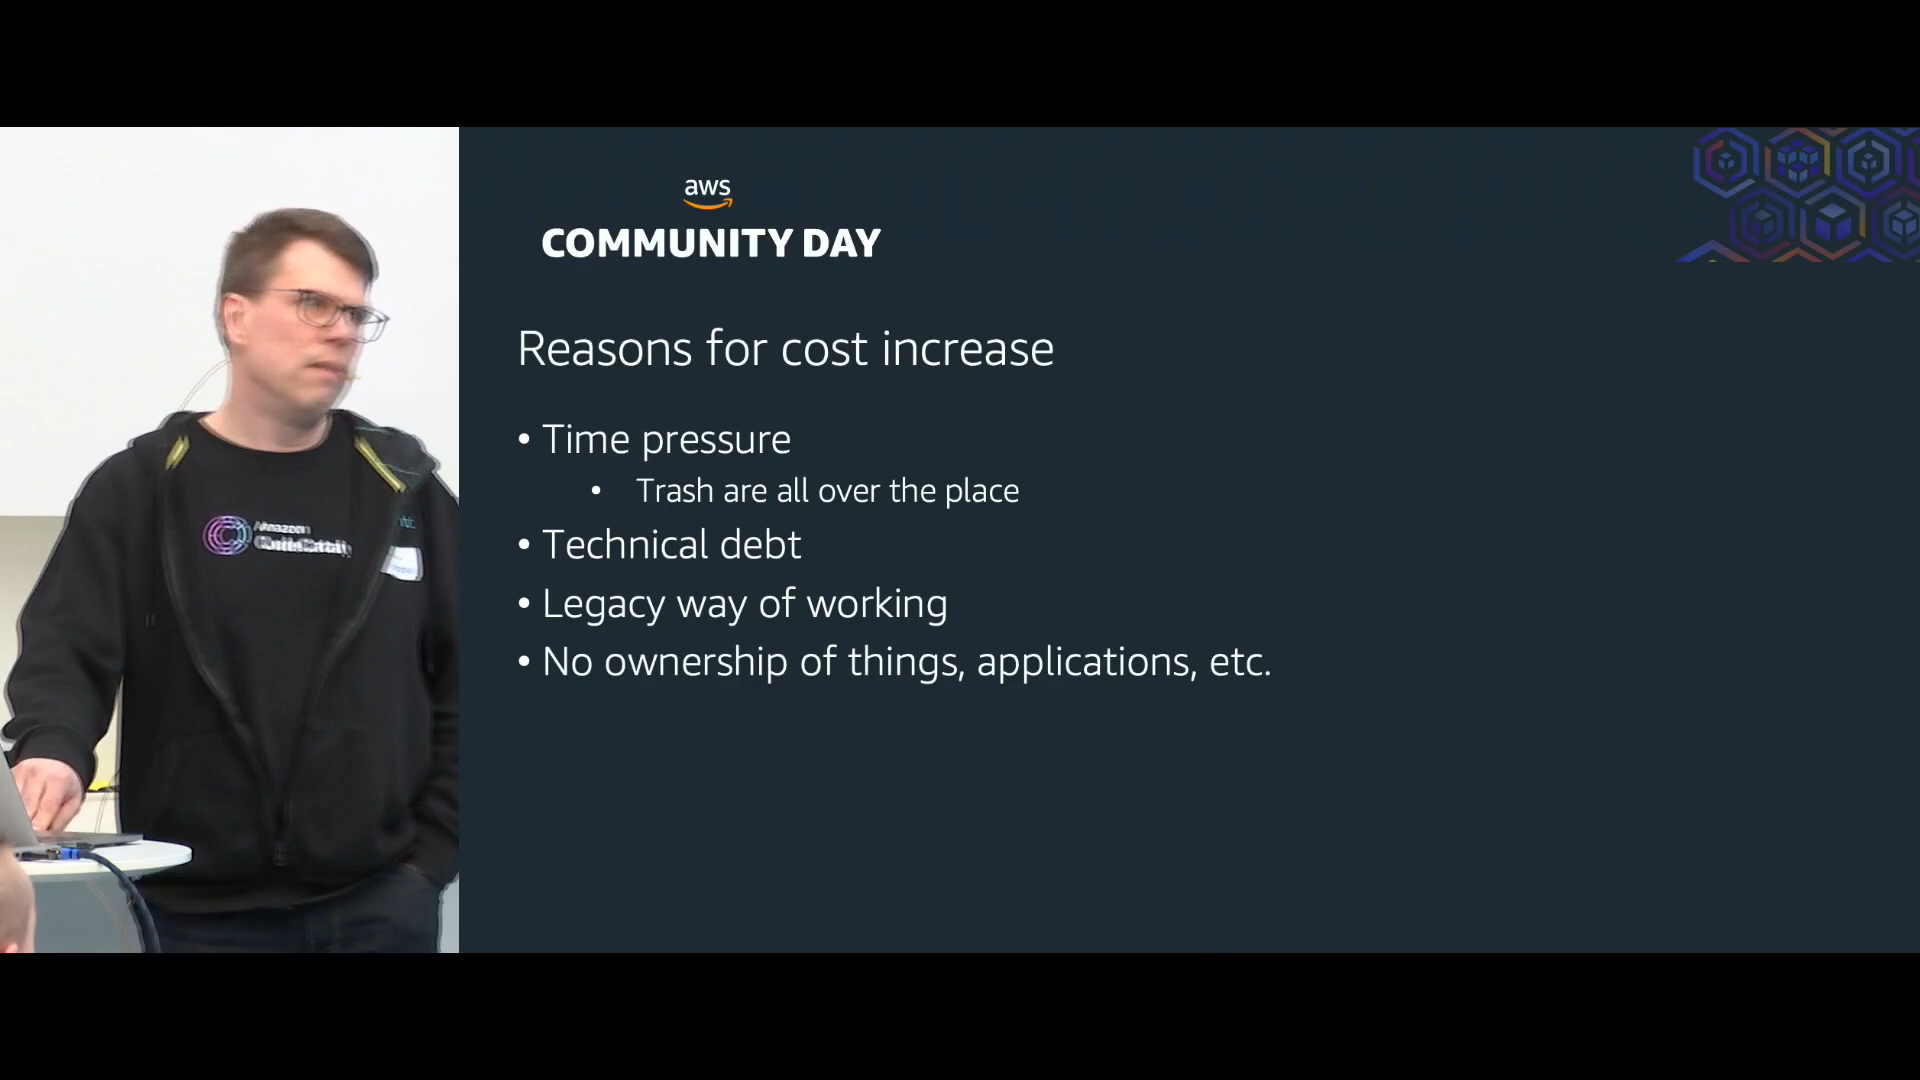 aws
COMMUNITY DAY
Reasons for cost increase
• Time pressure
• Trash are all over the place
• Technical debt
• Legacy way of working
• No ownership of things, applications, etc.
Amazon